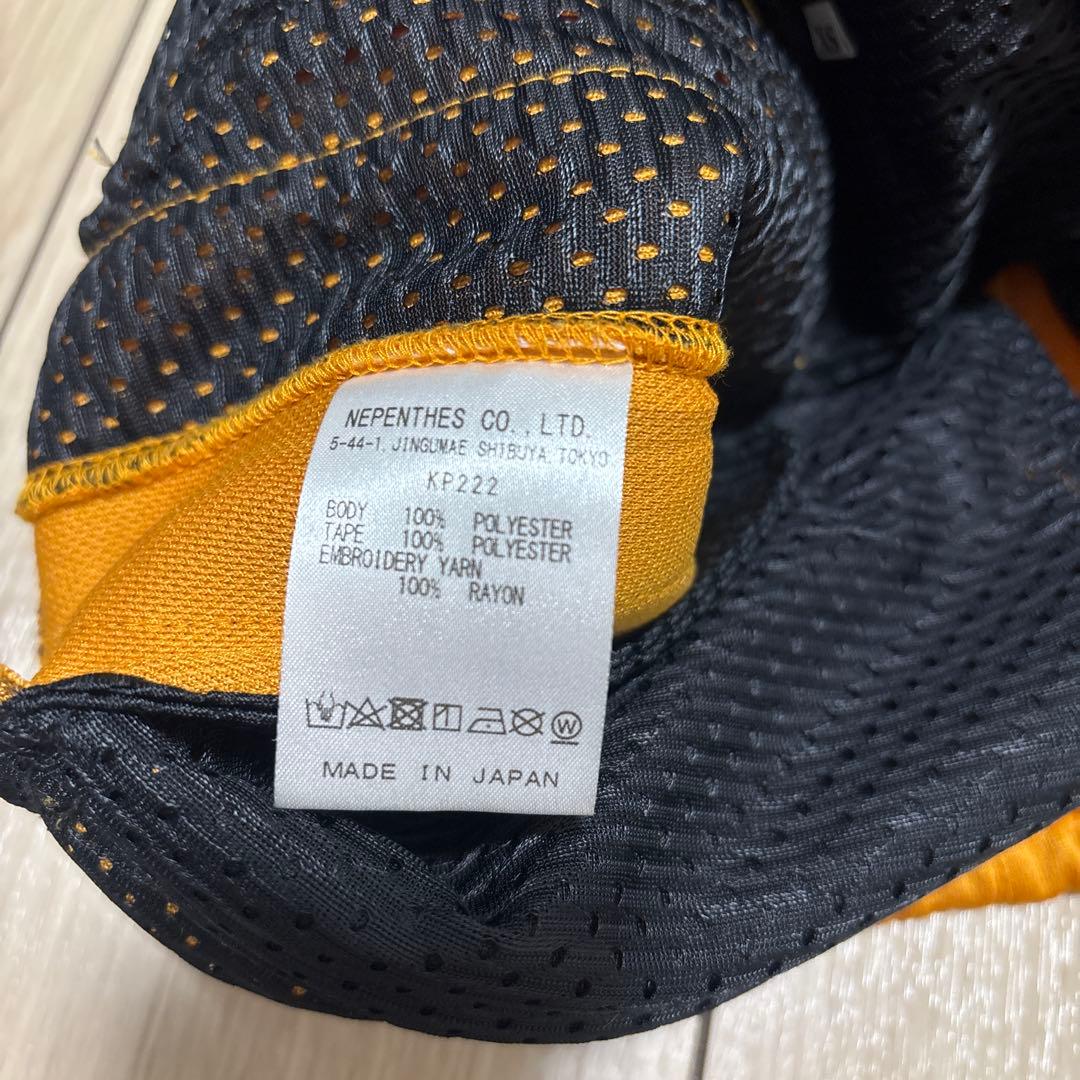 NEPENTHES CO.,LTD.
5-44-1, JINGUMAE SHIBUYA, TOKYO
KP222
BODY 100% POLYESTER
TAPE 100% POLYESTER
EMBROIDERY YARN
100% RAYON
W
MADE IN JAPAN